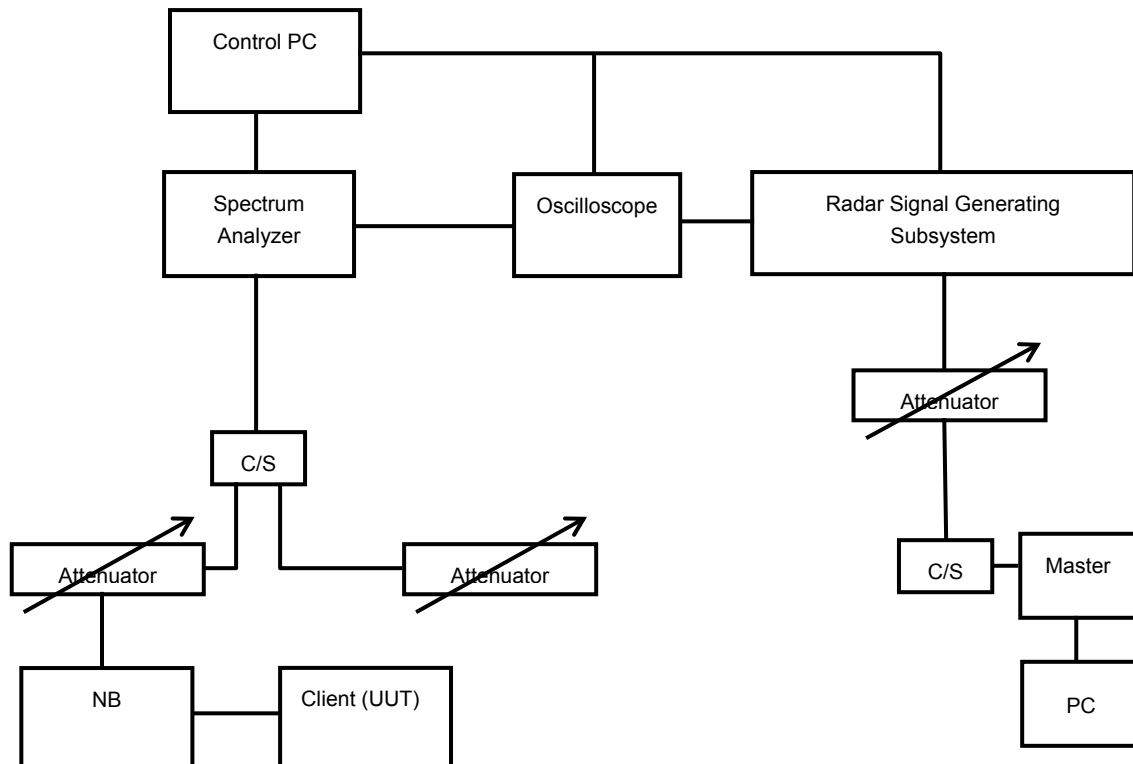 Control PC
Spectrum
Analyzer
Oscilloscope
Radar Signal Generating
Subsystem
Attenuator
C/S
Attenuator
Attenuator
C/S
Master
NB
Client (UUT)
PC